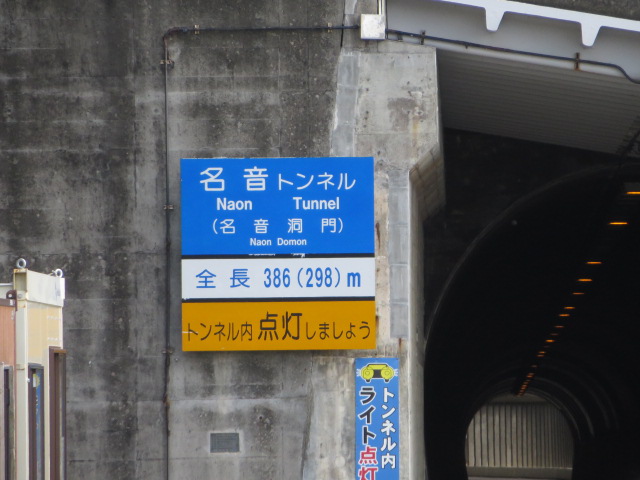 名音トンネル
Naon Tunnel
(名音洞門)
Naon Domon
全長 386(298)m
トンネル内点灯しましょう
トンネル内
ライト点灯